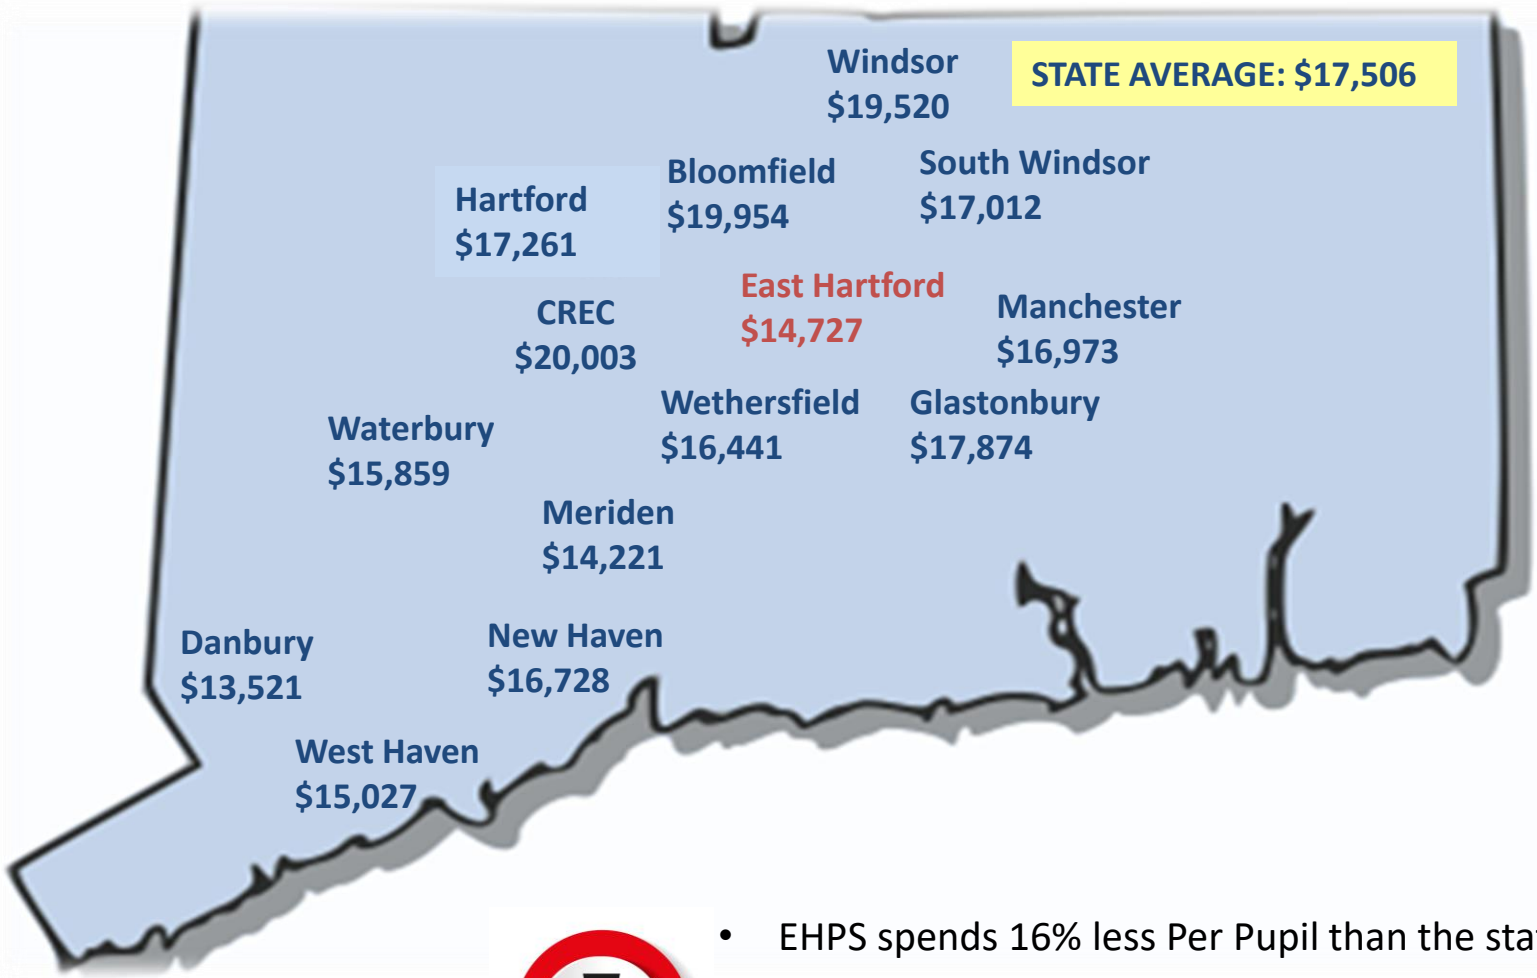 Windsor
$19,520
STATE AVERAGE: $17,506
Bloomfield
$19,954
South Windsor
$17,012
Hartford
$17,261
East Hartford
$14,727
Manchester
$16,973
CREC
$20,003
Wethersfield
$16,441
Glastonbury
$17,874
Waterbury
$15,859
Meriden
$14,221
Danbury
$13,521
New Haven
$16,728
West Haven
$15,027
• EHPS spends 16% less Per Pupil than the